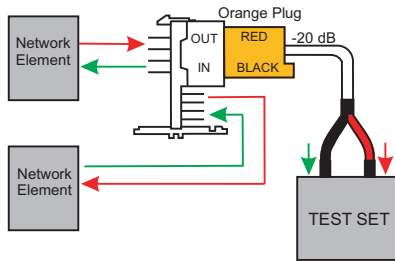 Orange Plug
Network
Element
OUT
RED
-20 dB
IN
BLACK
Network
Element
TEST SET